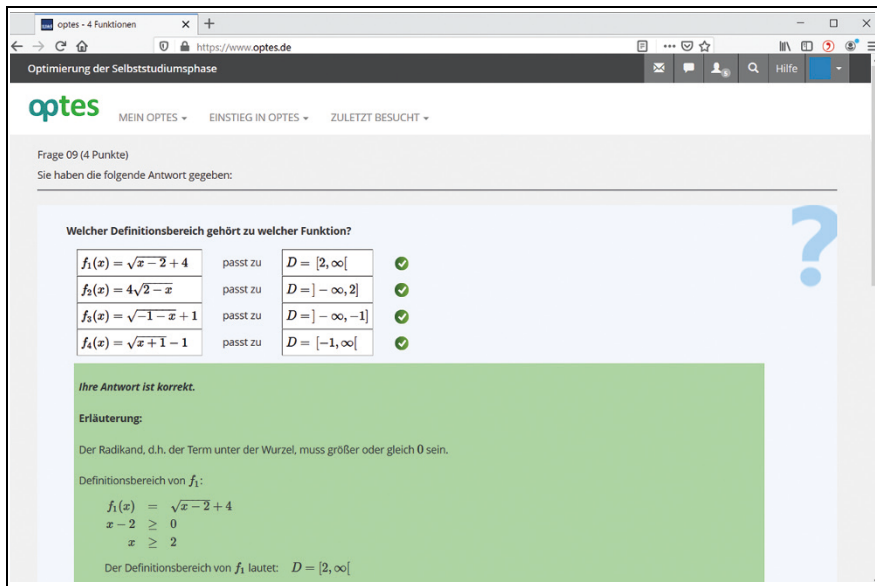 optes - 4 Funktionen
https://www.optes.de
Optimierung der Selbststudiumsphase
Hilfe
optes
MEIN OPTES
EINSTIEG IN OPTES
ZULETZT BESUCHT
Frage 09 (4 Punkte)
Sie haben die folgende Antwort gegeben:
Welcher Definitionsbereich gehört zu welcher Funktion?
f₁(x) = √(x − 2) + 4 passt zu D = [2, ∞[
f₂(x) = 4√(2 − x) passt zu D = ] − ∞, 2]
f₃(x) = √(−1 − x) + 1 passt zu D = ] − ∞, −1]
f₄(x) = √(x + 1) − 1 passt zu D = [−1, ∞[
?
Ihre Antwort ist korrekt.
Erläuterung:
Der Radikand, d.h. der Term unter der Wurzel, muss größer oder gleich 0 sein.
Definitionsbereich von f₁:
f₁(x) = √(x − 2) + 4
x − 2 ≥ 0
x ≥ 2
Der Definitionsbereich von f₁ lautet: D = [2, ∞[